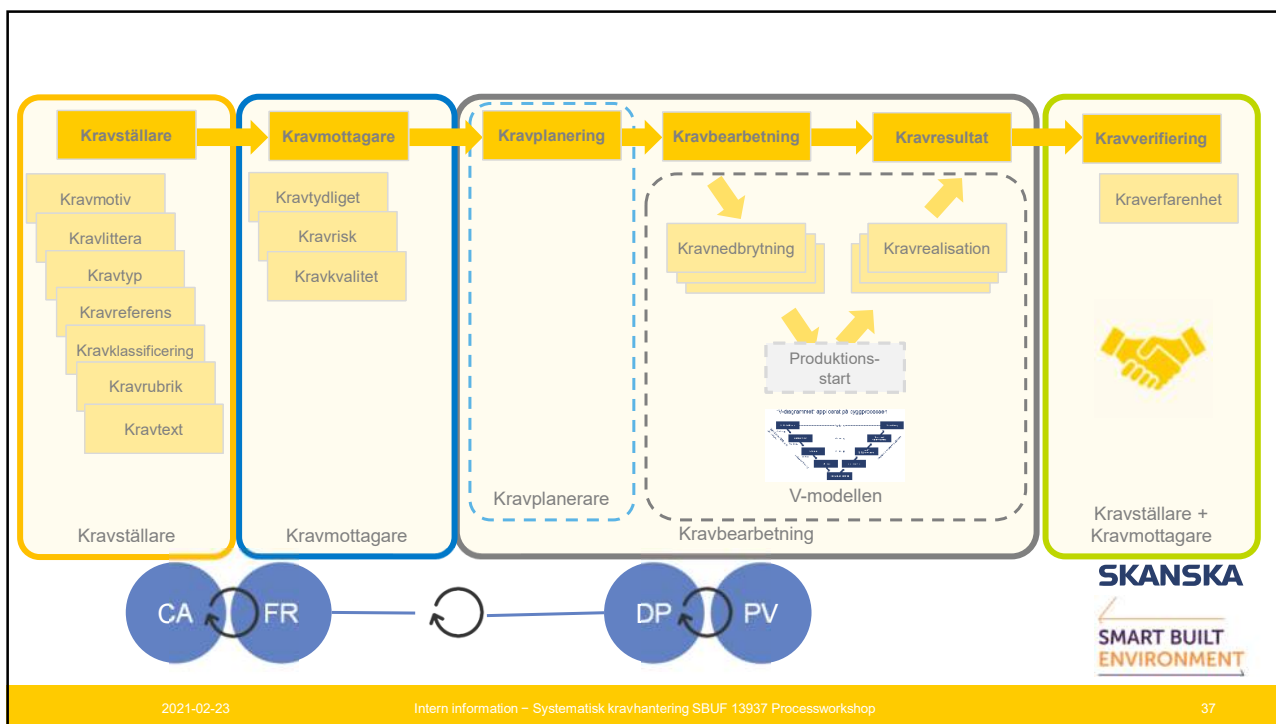 Kravställare
Kravmottagare
Kravplanering
Kravbearbetning
Kravresultat
Kravverifiering
Kravmotiv
Kravlittera
Kravtyp
Kravreferens
Kravklassificering
Kravrubrik
Kravtext
Kravställare
Kravtydliget
Kravrisk
Kravkvalitet
Kravmottagare
Kravplanerare
Kravnedbrytning
Kravrealisation
Produktions-
start
V-modellen
Kravbearbetning
Kraverfarenhet
Kravställare +
Kravmottagare
CA
FR
DP
PV
SKANSKA
SMART BUILT
ENVIRONMENT
2021-02-23
Intern information – Systematisk kravhantering SBUF 13937 Processworkshop
37